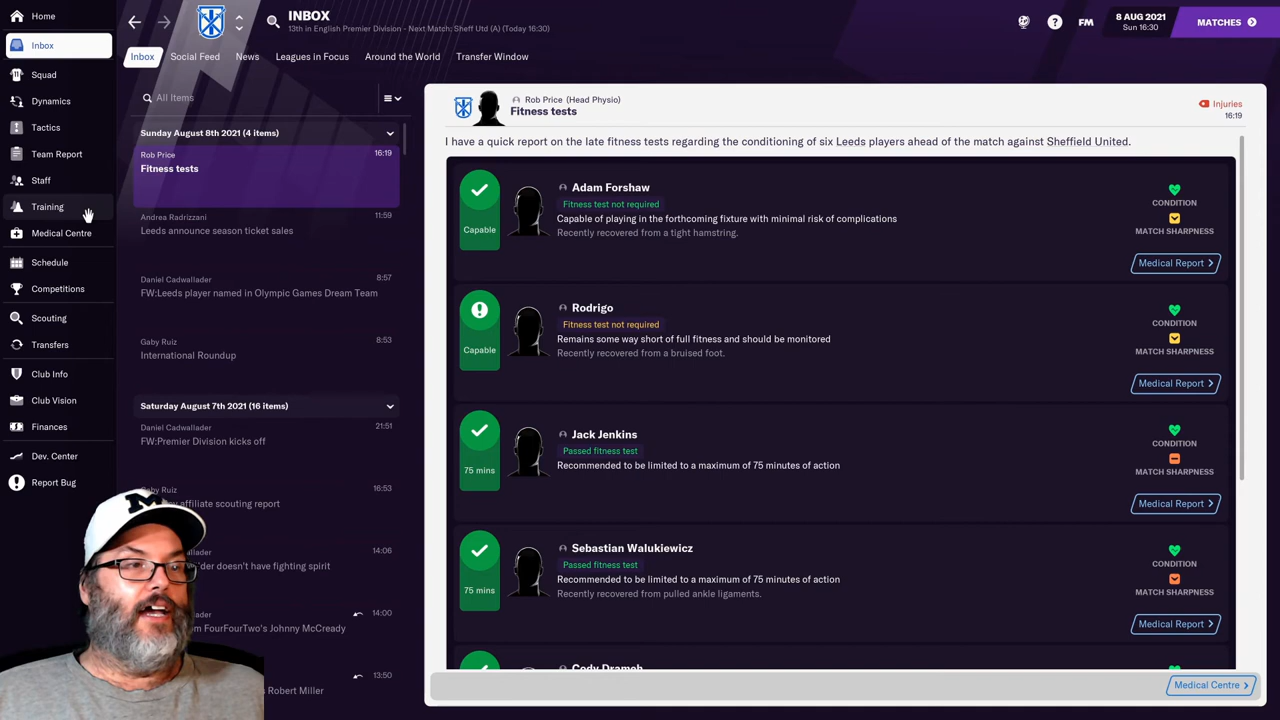 Home
Inbox
Squad
Dynamics
Tactics
Team Report
Staff
Training
Medical Centre
Schedule
Competitions
Scouting
Transfers
Club Info
Club Vision
Finances
Dev. Center
Report Bug
INBOX
13th in English Premier Division - Next Match: Sheff Utd (A) (Today 16:30)
FM
8 AUG 2021
Sun 16:30
MATCHES
Inbox
Social Feed
News
Leagues in Focus
Around the World
Transfer Window
All Items
Sunday August 8th 2021 (4 items)
Rob Price 16:19
Fitness tests
Andrea Radrizzani 11:59
Leeds announce season ticket sales
Daniel Cadwallader 8:57
FW:Leeds player named in Olympic Games Dream Team
Gaby Ruiz 8:53
International Roundup
Saturday August 7th 2021 (16 items)
Daniel Cadwallader 21:51
FW:Premier Division kicks off
Ruiz 16:53
affiliate scouting report
14:06
doesn't have fighting spirit
14:00
FourFourTwo's Johnny McCready
13:50
Robert Miller
Rob Price (Head Physio)
Fitness tests
Injuries
16:19
I have a quick report on the late fitness tests regarding the conditioning of six Leeds players ahead of the match against Sheffield United.
Capable
Adam Forshaw
Fitness test not required
Capable of playing in the forthcoming fixture with minimal risk of complications
Recently recovered from a tight hamstring.
CONDITION
MATCH SHARPNESS
Medical Report
Capable
Rodrigo
Fitness test not required
Remains some way short of full fitness and should be monitored
Recently recovered from a bruised foot.
CONDITION
MATCH SHARPNESS
Medical Report
75 mins
Jack Jenkins
Passed fitness test
Recommended to be limited to a maximum of 75 minutes of action
CONDITION
MATCH SHARPNESS
Medical Report
75 mins
Sebastian Walukiewicz
Passed fitness test
Recommended to be limited to a maximum of 75 minutes of action
Recently recovered from pulled ankle ligaments.
CONDITION
MATCH SHARPNESS
Medical Report
Cody Drameh
Medical Centre
M